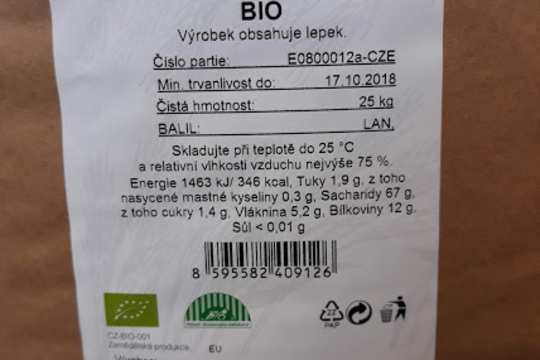 BIO
Výrobek obsahuje lepek.
Číslo partie: E0800012a-CZE
Min. trvanlivost do: 17.10.2018
Čistá hmotnost: 25 kg
BALIL: LAN,
Skladujte při teplotě do 25 °C
a relativní vlhkosti vzduchu nejvýše 75 %.
Energie 1463 kJ/ 346 kcal, Tuky 1,9 g, z toho
nasycené mastné kyseliny 0,3 g, Sacharidy 67 g,
z toho cukry 1,4 g, Vláknina 5,2 g, Bílkoviny 12 g,
Sůl < 0,01 g
8 595582 409126
22
PAP
CZ-BIO-001
Zemědělská produkce EU
Výrobce: